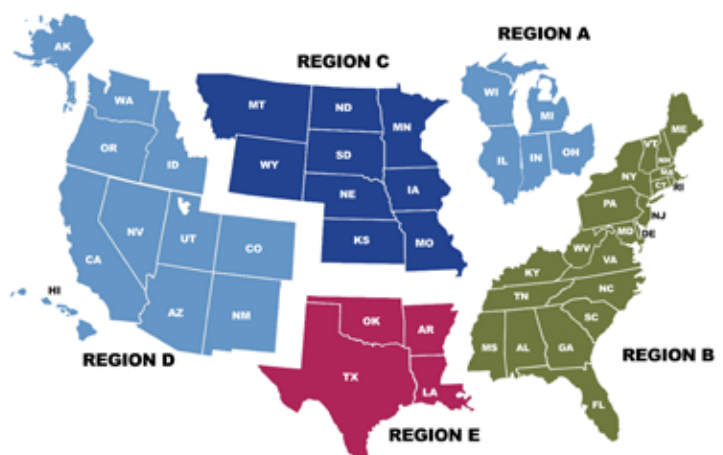 REGION A
REGION C
AK
WA
OR
ID
CA
NV
UT
CO
AZ
NM
HI
REGION D
MT
ND
MN
WY
SD
NE
IA
KS
MO
WI
MI
IL
IN
OH
ME
VT
NH
MA
NY
CT
RI
PA
NJ
MD
DE
WV
VA
KY
NC
TN
SC
MS
AL
GA
FL
REGION B
OK
AR
TX
LA
REGION E